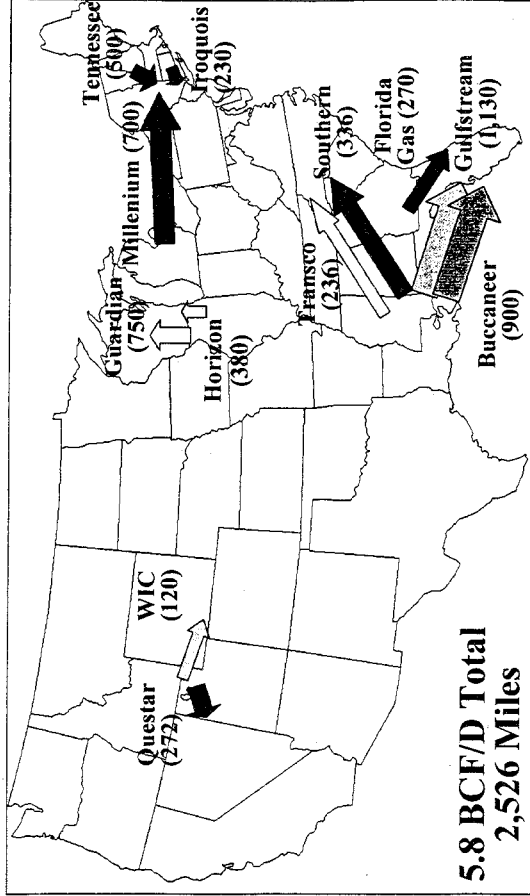 Tennessee
(500)
Iroquois
(230)
Millenium (700)
Guardian
(750)
Horizon
(380)
Transco
(236)
Southern
(336)
Florida
Gas (270)
Gulfstream
(1,130)
Buccaneer
(900)
WIC
(120)
Questar
(272)
5.8 BCF/D Total
2,526 Miles